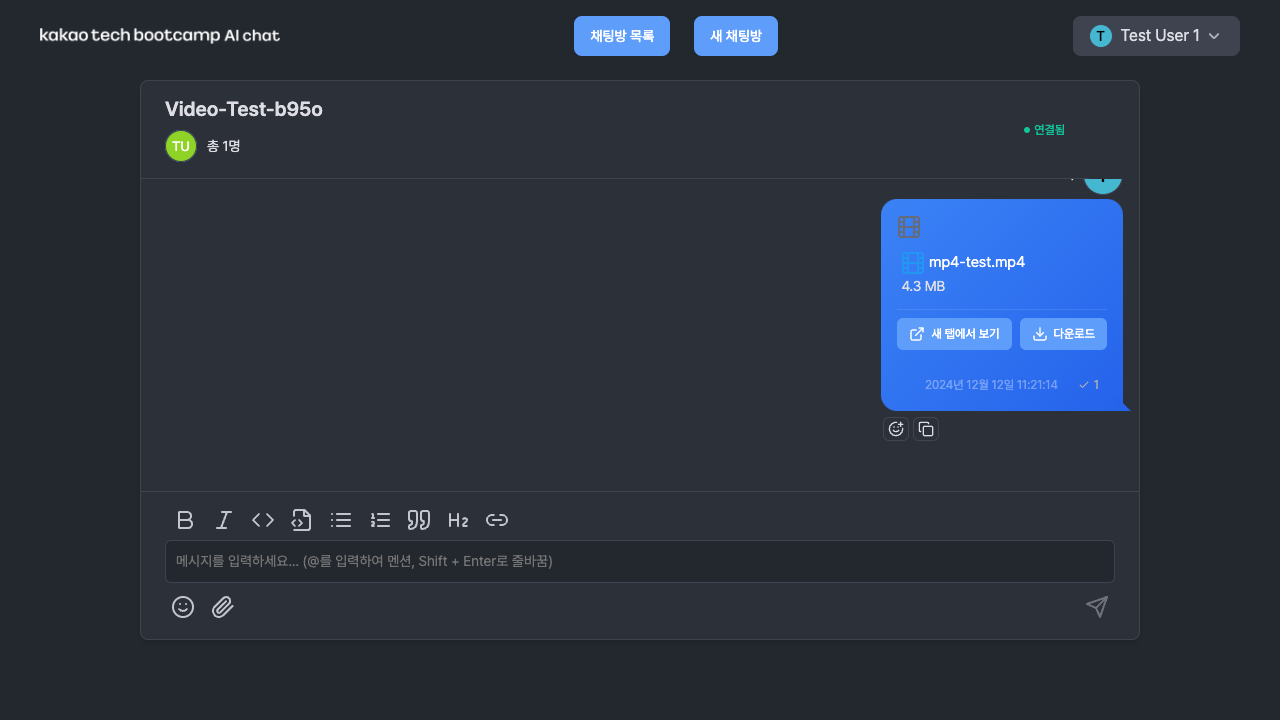 kakao tech bootcamp AI chat
채팅방 목록
새 채팅방
T
Test User 1
Video-Test-b95o
TU
총 1명
연결됨
mp4-test.mp4
4.3 MB
새 탭에서 보기
다운로드
2024년 12월 12일 11:21:14
1
B I H2
메시지를 입력하세요... (@를 입력하여 멘션, Shift + Enter로 줄바꿈)